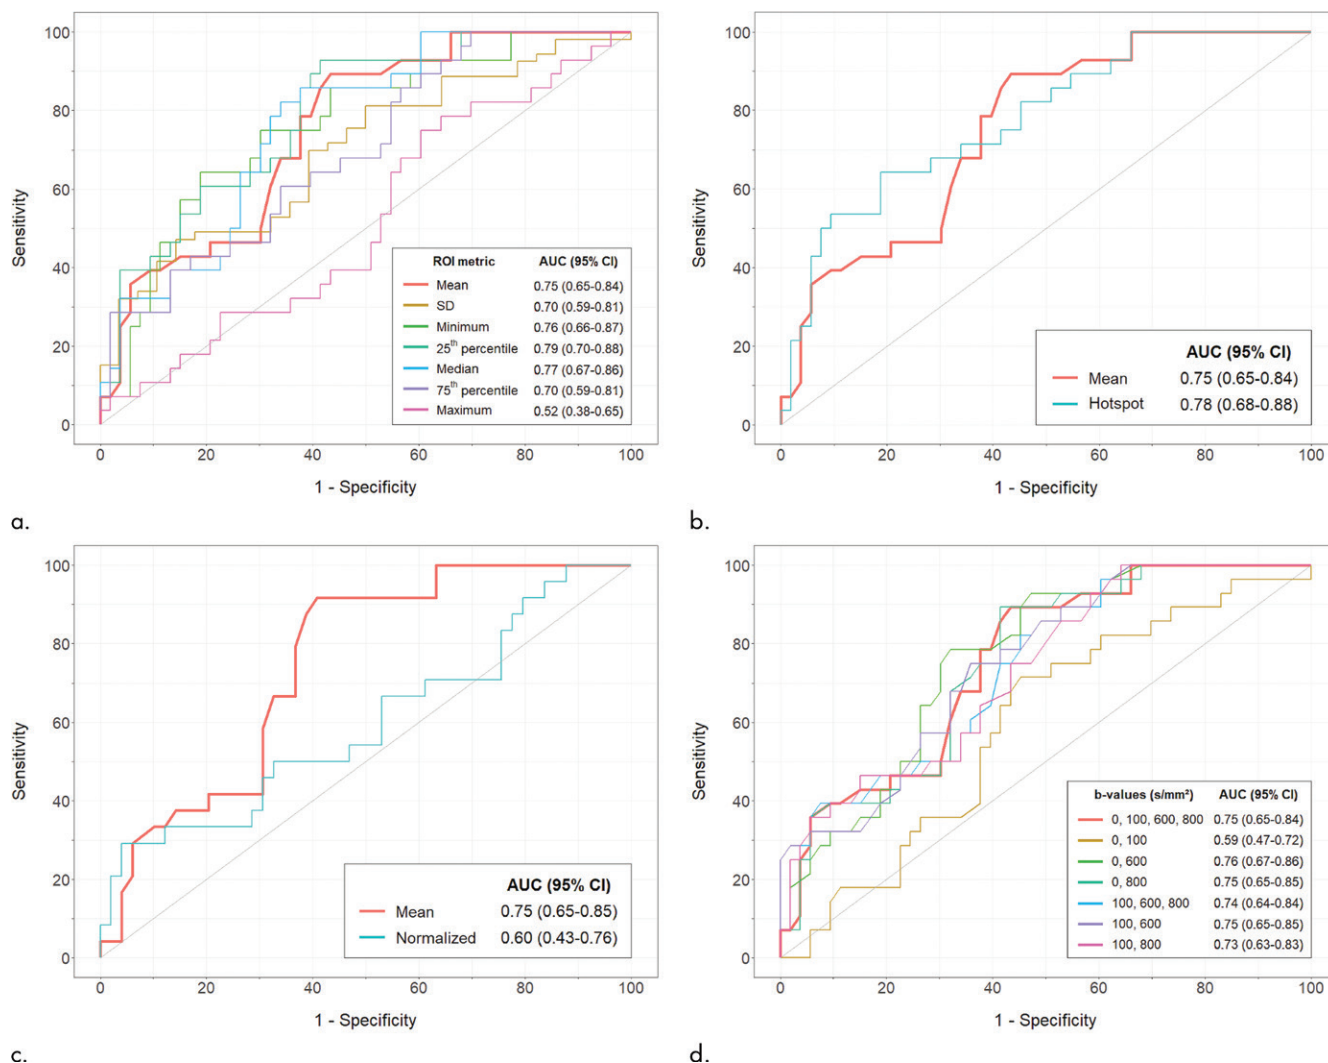 100
80
60
40
20
0
Sensitivity
ROI metric AUC (95% CI)
Mean 0.75 (0.65-0.84)
SD 0.70 (0.59-0.81)
Minimum 0.76 (0.66-0.87)
25th percentile 0.79 (0.70-0.88)
Median 0.77 (0.67-0.86)
75th percentile 0.70 (0.59-0.81)
Maximum 0.52 (0.38-0.65)
0 20 40 60 80 100
1 - Specificity
a.
100
80
60
40
20
0
Sensitivity
AUC (95% CI)
Mean 0.75 (0.65-0.84)
Hotspot 0.78 (0.68-0.88)
0 20 40 60 80 100
1 - Specificity
b.
100
80
60
40
20
0
Sensitivity
AUC (95% CI)
Mean 0.75 (0.65-0.85)
Normalized 0.60 (0.43-0.76)
0 20 40 60 80 100
1 - Specificity
c.
100
80
60
40
20
0
Sensitivity
b-values (s/mm²) AUC (95% CI)
0, 100, 600, 800 0.75 (0.65-0.84)
0, 100 0.59 (0.47-0.72)
0, 600 0.76 (0.67-0.86)
0, 800 0.75 (0.65-0.85)
100, 600, 800 0.74 (0.64-0.84)
100, 600 0.75 (0.65-0.85)
100, 800 0.73 (0.63-0.83)
0 20 40 60 80 100
1 - Specificity
d.